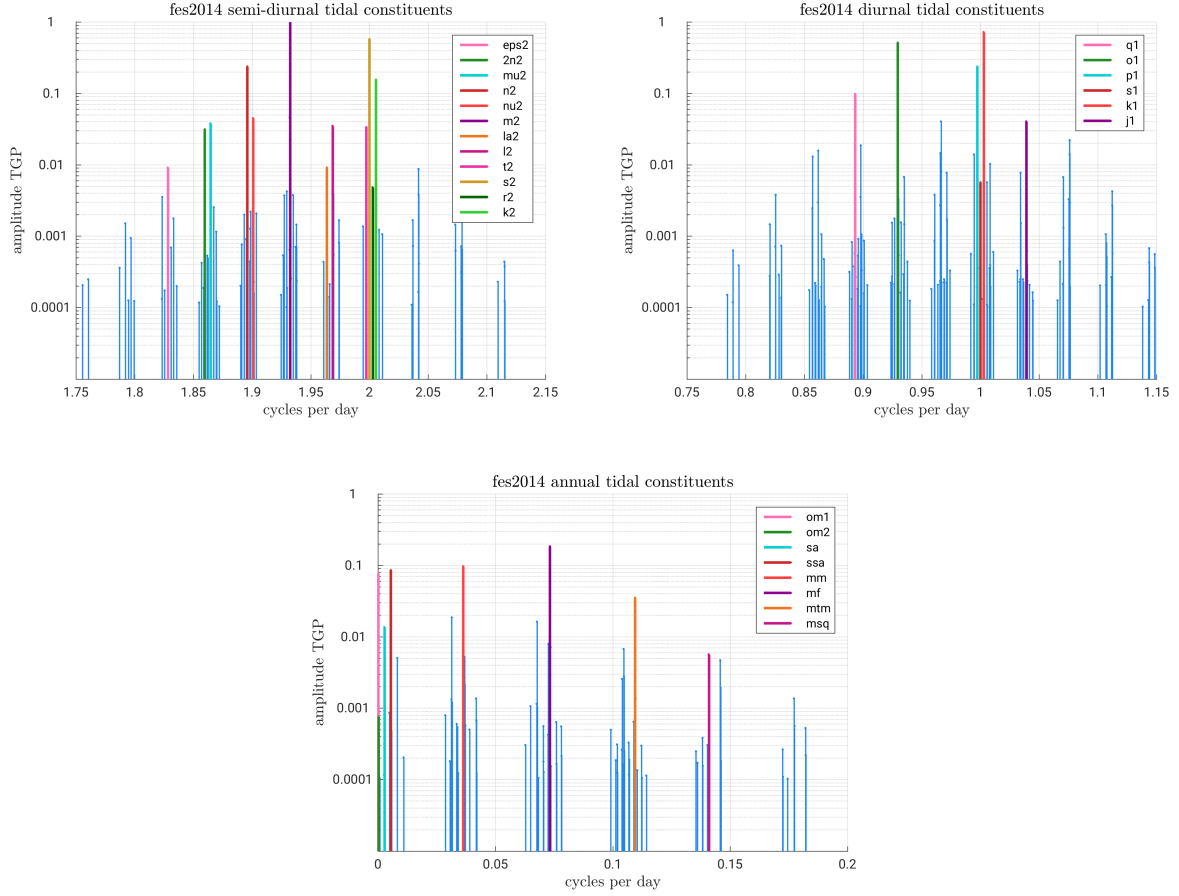 fes2014 semi-diurnal tidal constituents
1
0.1
0.01
0.001
0.0001
amplitude TGP
eps2
2n2
mu2
n2
nu2
m2
la2
l2
t2
s2
r2
k2
1.75 1.8 1.85 1.9 1.95 2 2.05 2.1 2.15
cycles per day
fes2014 diurnal tidal constituents
1
0.1
0.01
0.001
0.0001
amplitude TGP
q1
o1
p1
s1
k1
j1
0.75 0.8 0.85 0.9 0.95 1 1.05 1.1 1.15
cycles per day
fes2014 annual tidal constituents
1
0.1
0.01
0.001
0.0001
amplitude TGP
om1
om2
sa
ssa
mm
mf
mtm
msq
0 0.05 0.1 0.15 0.2
cycles per day